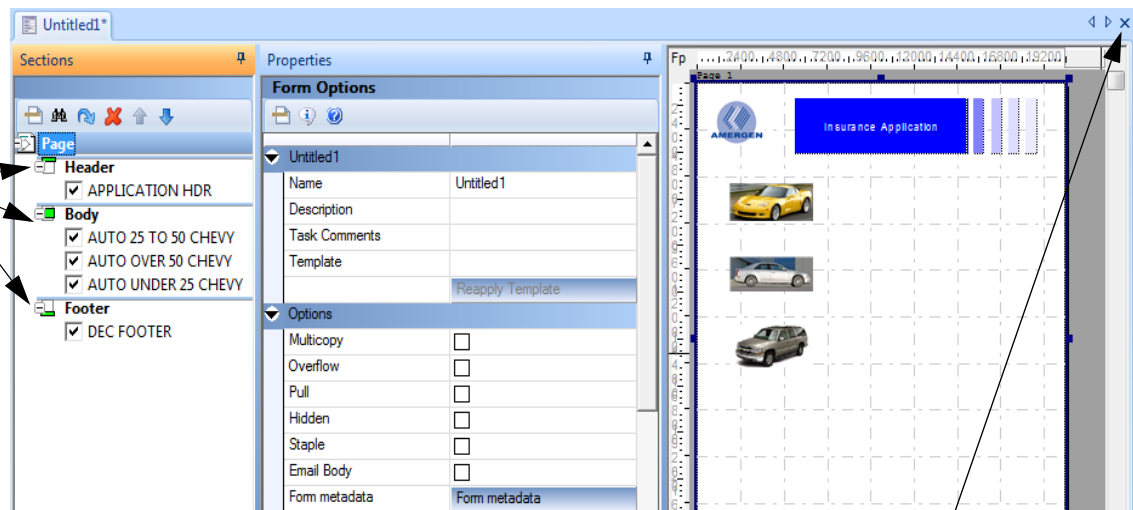 Untitled1*
Sections
Page
Header
APPLICATION HDR
Body
AUTO 25 TO 50 CHEVY
AUTO OVER 50 CHEVY
AUTO UNDER 25 CHEVY
Footer
DEC FOOTER
Properties
Form Options
Untitled1
Name Untitled1
Description
Task Comments
Template
Reapply Template
Options
Multicopy
Overflow
Pull
Hidden
Staple
Email Body
Form metadata Form metadata
Fp 2400 4800 7200 9600 12000 14400 16800 19200
Page 1
AMERGEN
Insurance Application